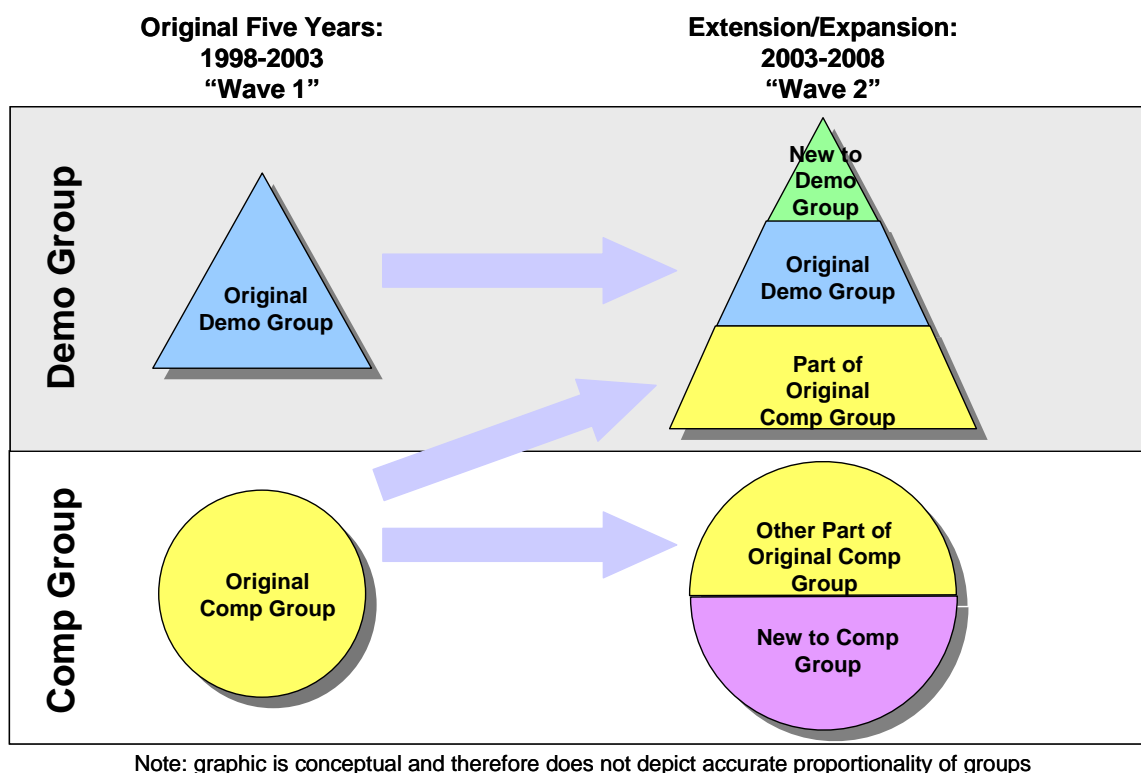 Original Five Years:
1998-2003
“Wave 1”
Extension/Expansion:
2003-2008
“Wave 2”
Demo Group
Original
Demo Group
New to
Demo
Group
Original
Demo Group
Part of
Original
Comp Group
Comp Group
Original
Comp Group
Other Part of
Original Comp
Group
New to Comp
Group
Note: graphic is conceptual and therefore does not depict accurate proportionality of groups